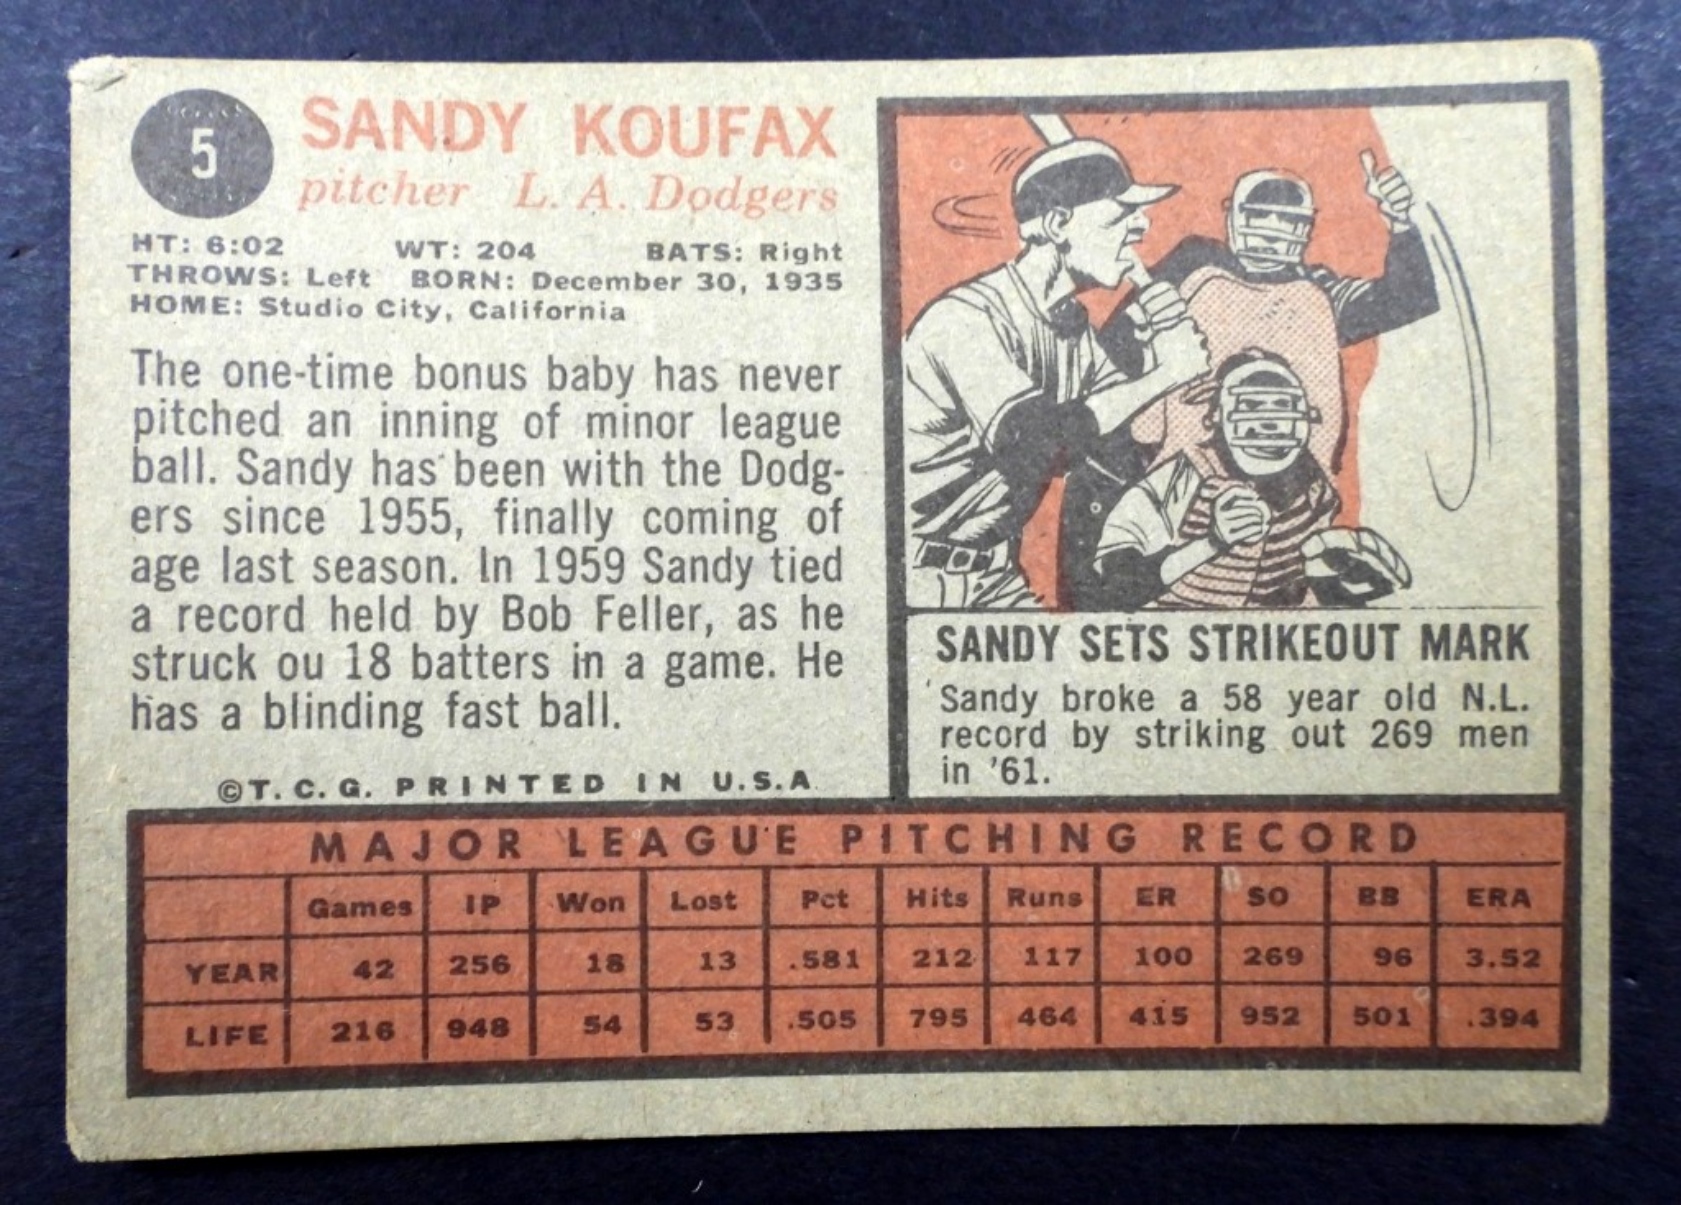 5
SANDY KOUFAX
pitcher L. A. Dodgers
HT: 6:02 WT: 204 BATS: Right
THROWS: Left BORN: December 30, 1935
HOME: Studio City, California
The one-time bonus baby has never
pitched an inning of minor league
ball. Sandy has been with the Dodg-
ers since 1955, finally coming of
age last season. In 1959 Sandy tied
a record held by Bob Feller, as he
struck ou 18 batters in a game. He
has a blinding fast ball.
©T. C. G. PRINTED IN U.S.A
SANDY SETS STRIKEOUT MARK
Sandy broke a 58 year old N.L.
record by striking out 269 men
in '61.
MAJOR LEAGUE PITCHING RECORD
Games IP Won Lost Pct Hits Runs ER SO BB ERA
YEAR 42 256 18 13 .581 212 117 100 269 96 3.52
LIFE 216 948 54 53 .505 795 464 415 952 501 .394